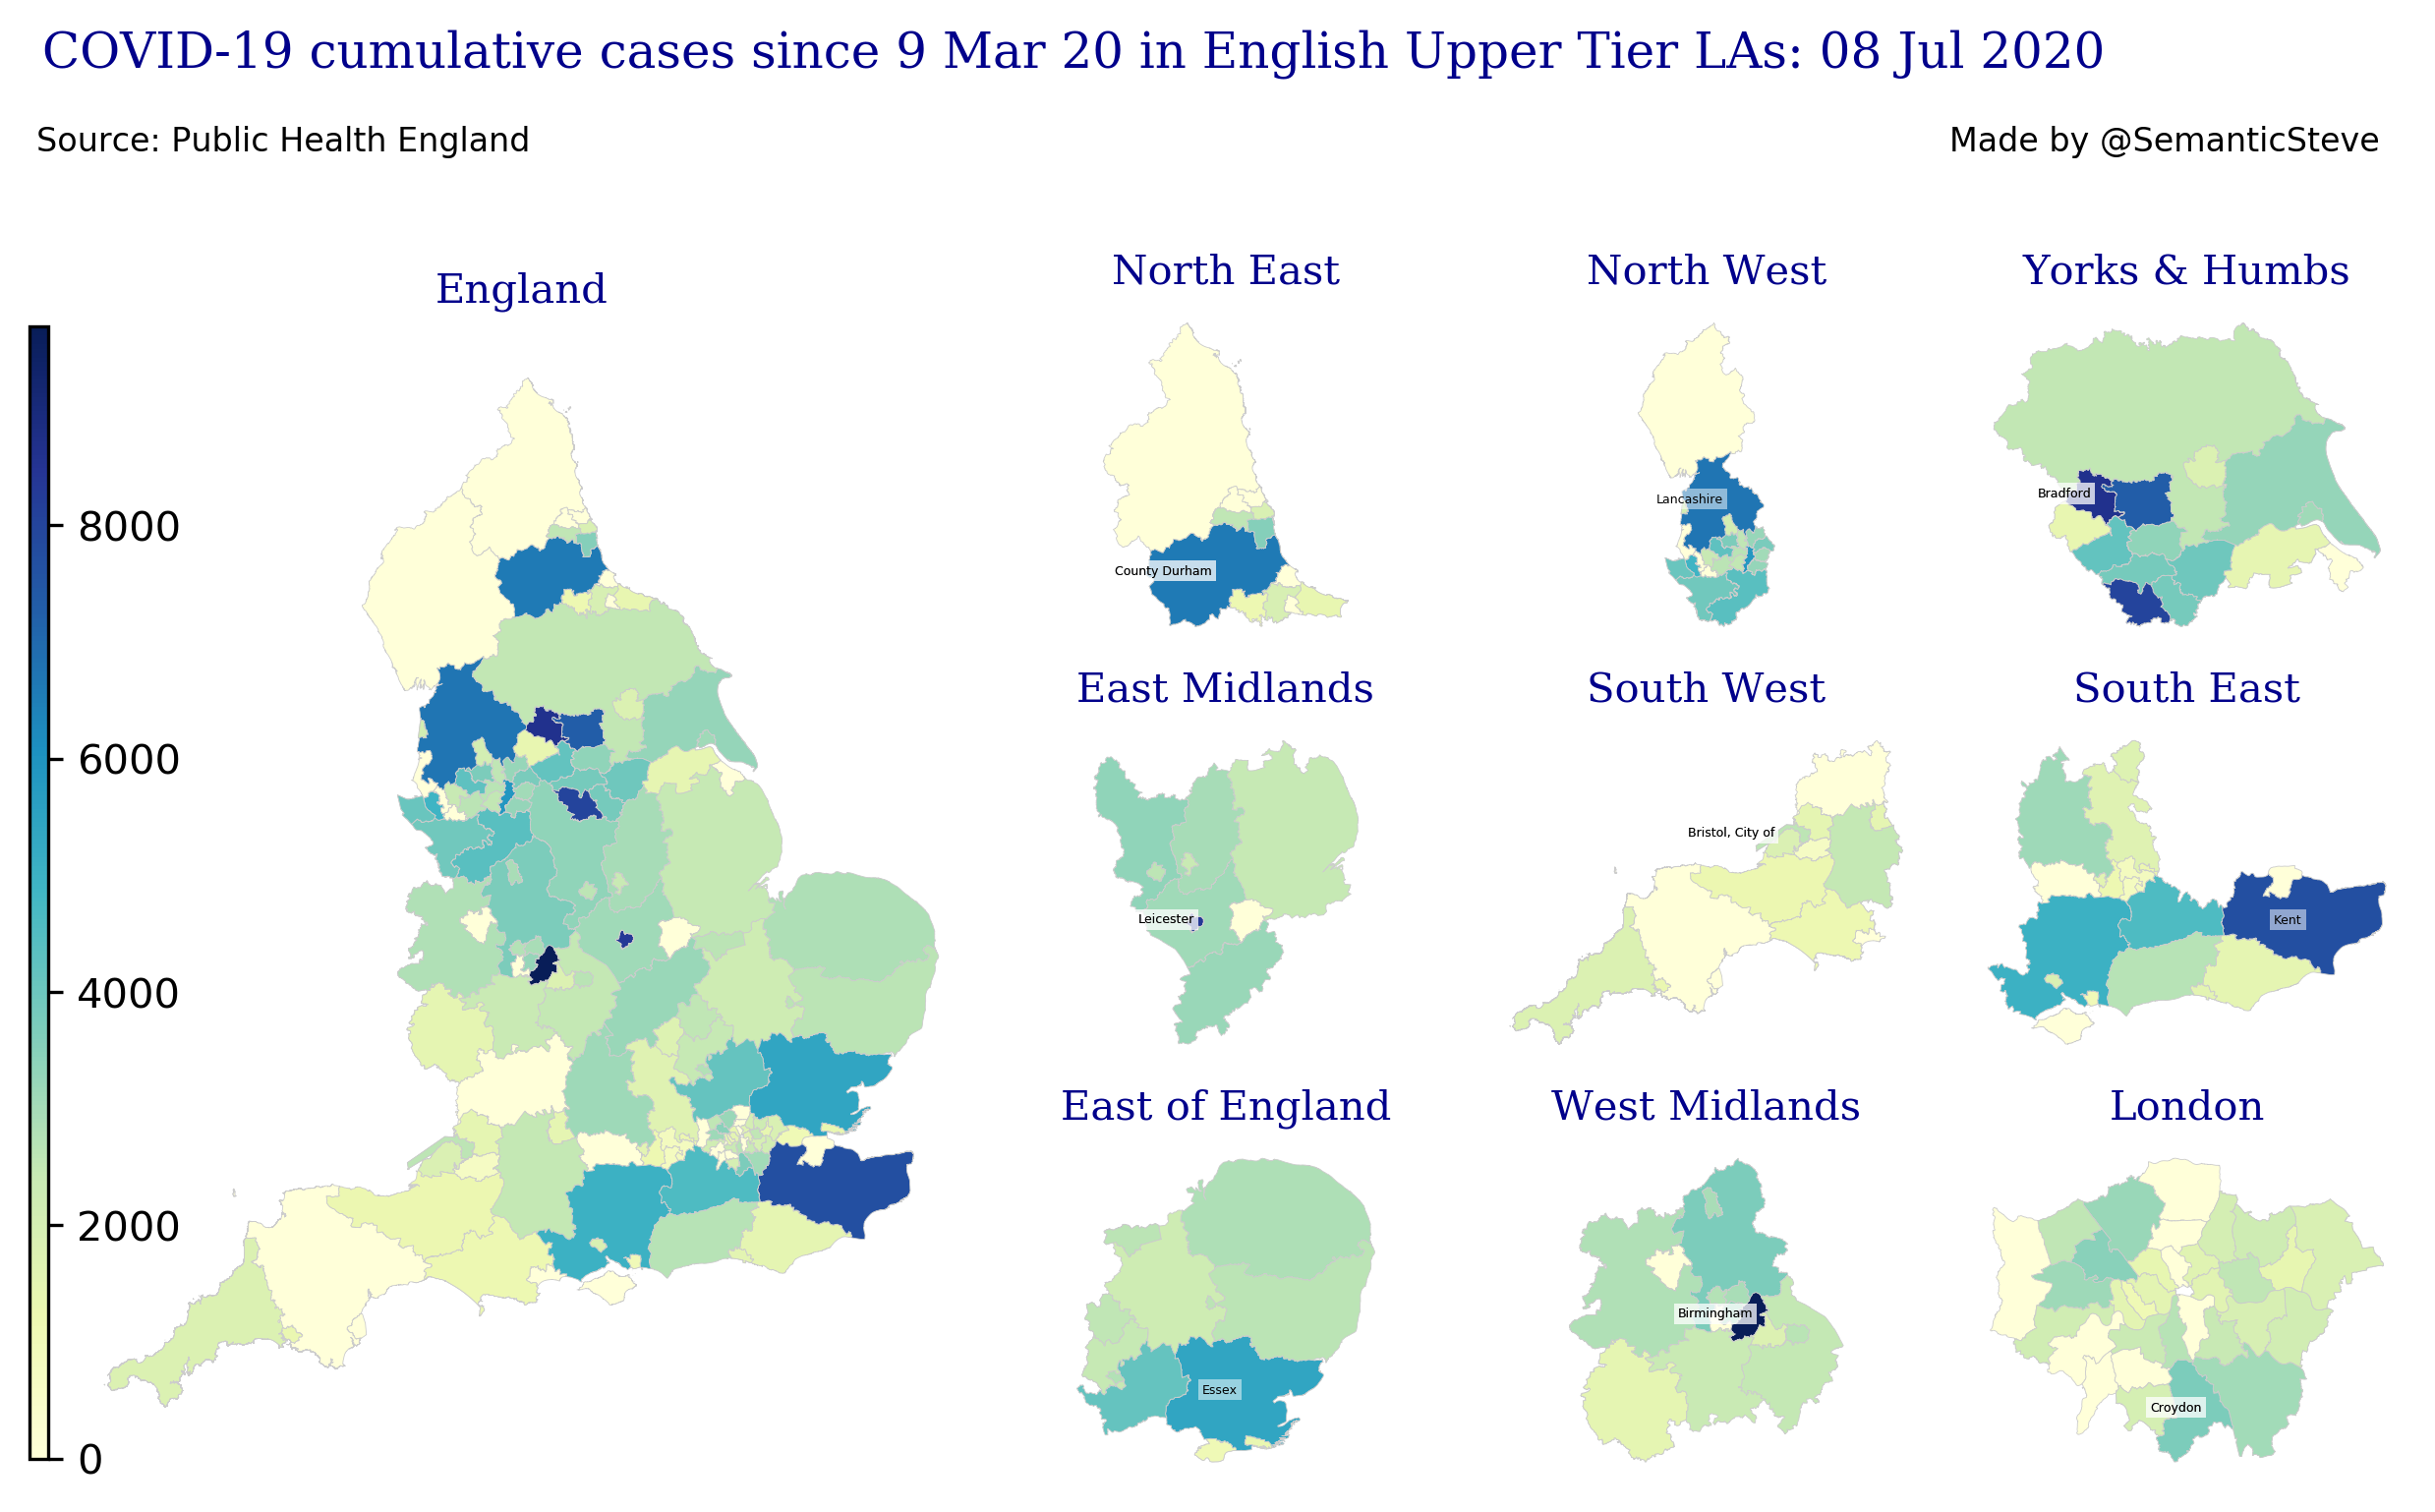 COVID-19 cumulative cases since 9 Mar 20 in English Upper Tier LAs: 08 Jul 2020
Source: Public Health England
Made by @SemanticSteve
England
8000
6000
4000
2000
0
North East
County Durham
North West
Lancashire
Yorks & Humbs
Bradford
East Midlands
Leicester
South West
Bristol, City of
South East
Kent
East of England
Essex
West Midlands
Birmingham
London
Croydon